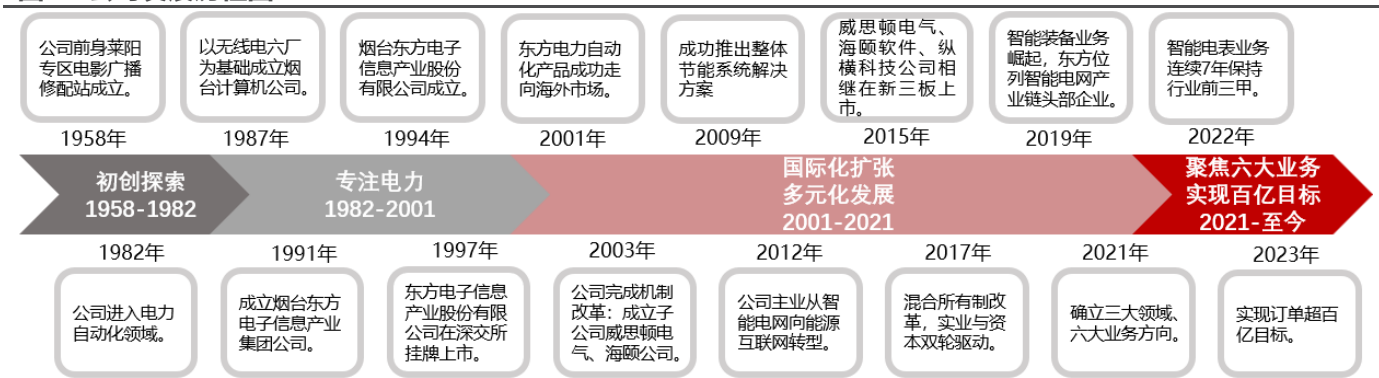 公司前身莱阳
专区电影广播
修配站成立。
以无线电六厂
为基础成立烟
台计算机公司。
烟台东方电子
信息产业股份
有限公司成立。
东方电力自动
化产品成功走
向海外市场。
成功推出整体
节能系统解决
方案
威思顿电气、
海颐软件、纵
横科技公司相
继在新三板上
市。
智能装备业务
崛起，东方位
列智能电网产
业链头部企业。
智能电表业务
连续7年保持
行业前三甲。
1958年
1987年
1994年
2001年
2009年
2015年
2019年
2022年
初创探索
1958-1982
专注电力
1982-2001
国际化扩张
多元化发展
2001-2021
聚焦六大业务
实现百亿目标
2021-至今
1982年
1991年
1997年
2003年
2012年
2017年
2021年
2023年
公司进入电力
自动化领域。
成立烟台东方
电子信息产业
集团公司。
东方电子信息
产业股份有限
公司在深交所
挂牌上市。
公司完成机制
改革：成立子
公司威思顿电
气、海颐公司。
公司主业从智
能电网向能源
互联网转型。
混合所有制改
革，实业与资
本双轮驱动。
确立三大领域、
六大业务方向。
实现订单超百
亿目标。